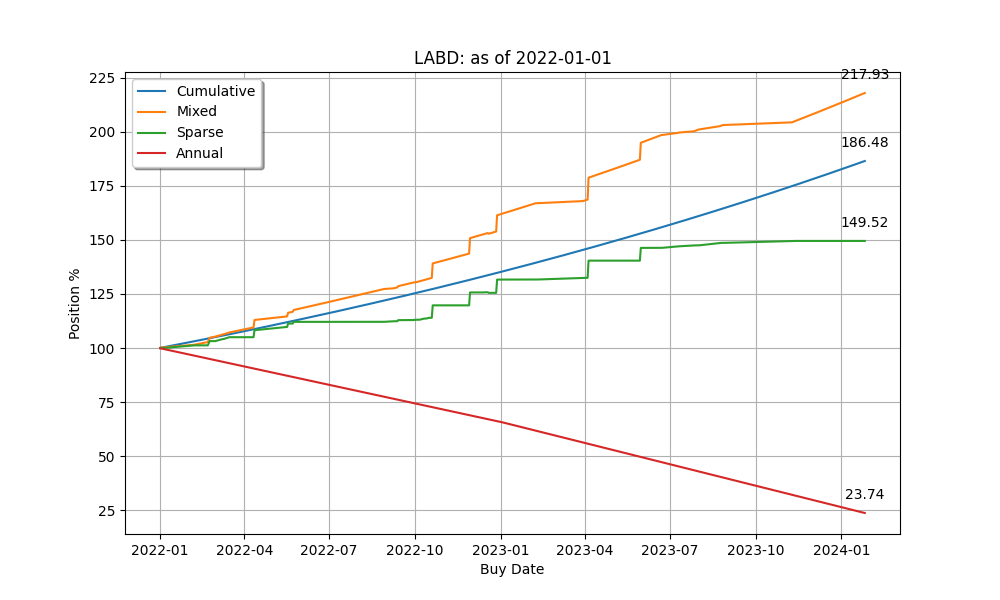 LABD: as of 2022-01-01
217.93
186.48
149.52
23.74
Cumulative
Mixed
Sparse
Annual
225
200
175
150
125
100
75
50
25
Position %
2022-01 2022-04 2022-07 2022-10 2023-01 2023-04 2023-07 2023-10 2024-01
Buy Date